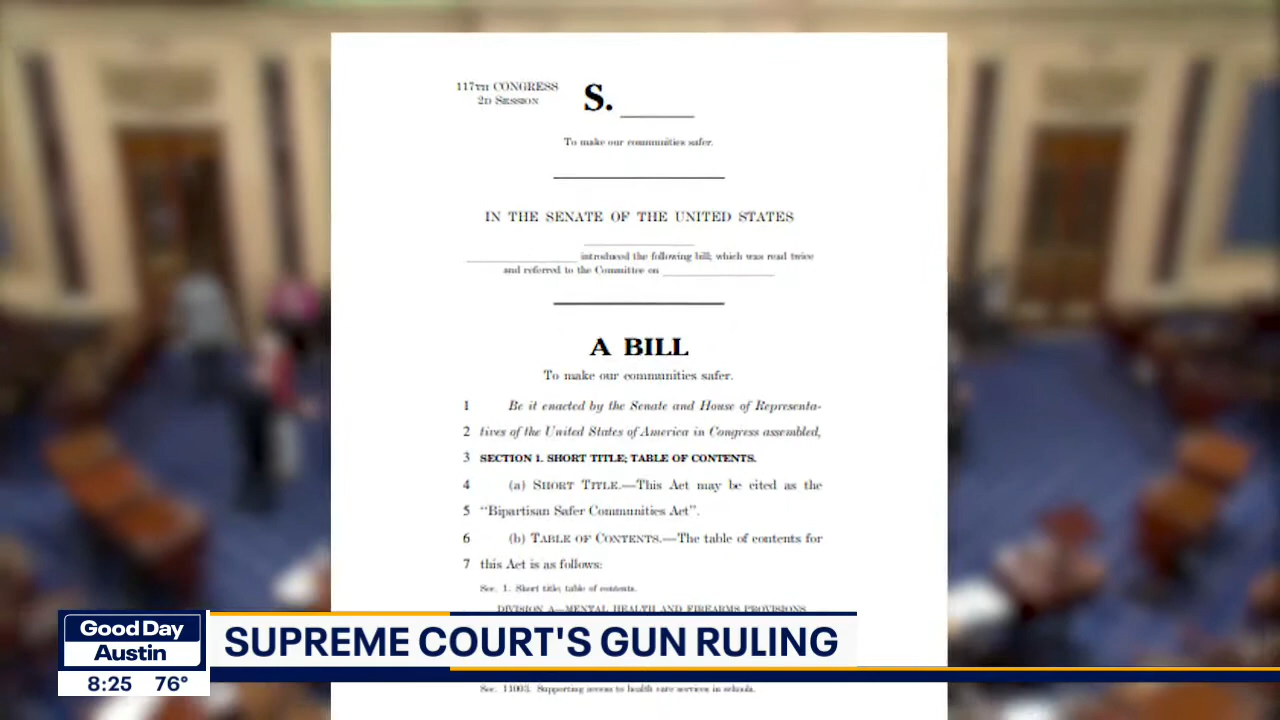 117TH CONGRESS
2D SESSION
S.
To make our communities safer.
IN THE SENATE OF THE UNITED STATES
introduced the following bill; which was read twice
and referred to the Committee on
A BILL
To make our communities safer.
1 Be it enacted by the Senate and House of Representa-
2 tives of the United States of America in Congress assembled,
3 SECTION 1. SHORT TITLE; TABLE OF CONTENTS.
4 (a) SHORT TITLE.—This Act may be cited as the
5 “Bipartisan Safer Communities Act”.
6 (b) TABLE OF CONTENTS.—The table of contents for
7 this Act is as follows:
Sec. 1. Short title; table of contents.
DIVISION A—MENTAL HEALTH AND FIREARMS PROVISIONS
Good Day
Austin
SUPREME COURT'S GUN RULING
8:25 76°
Sec. 11003. Supporting access to health care services in schools.